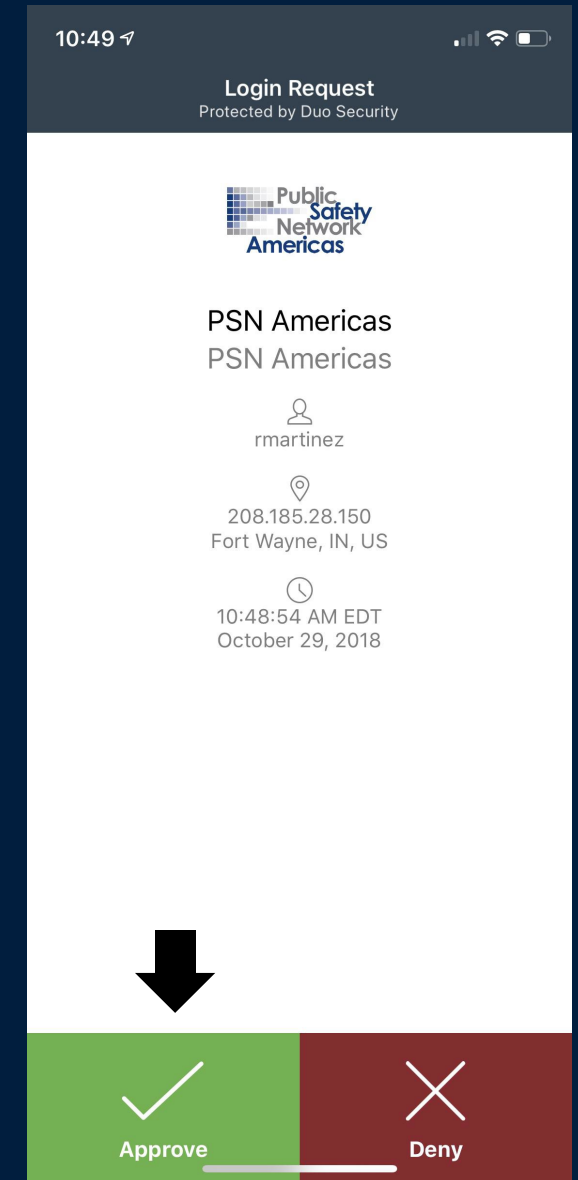 10:49
Login Request
Protected by Duo Security
Public
Safety
Network
Americas
PSN Americas
PSN Americas
rmartinez
208.185.28.150
Fort Wayne, IN, US
10:48:54 AM EDT
October 29, 2018
Approve
Deny